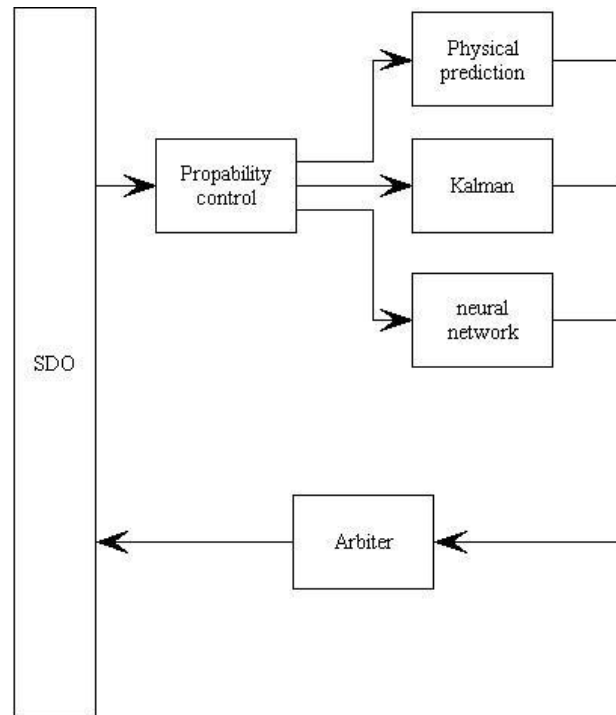 Physical
prediction
Propability
control
Kalman
neural
network
SDO
Arbiter